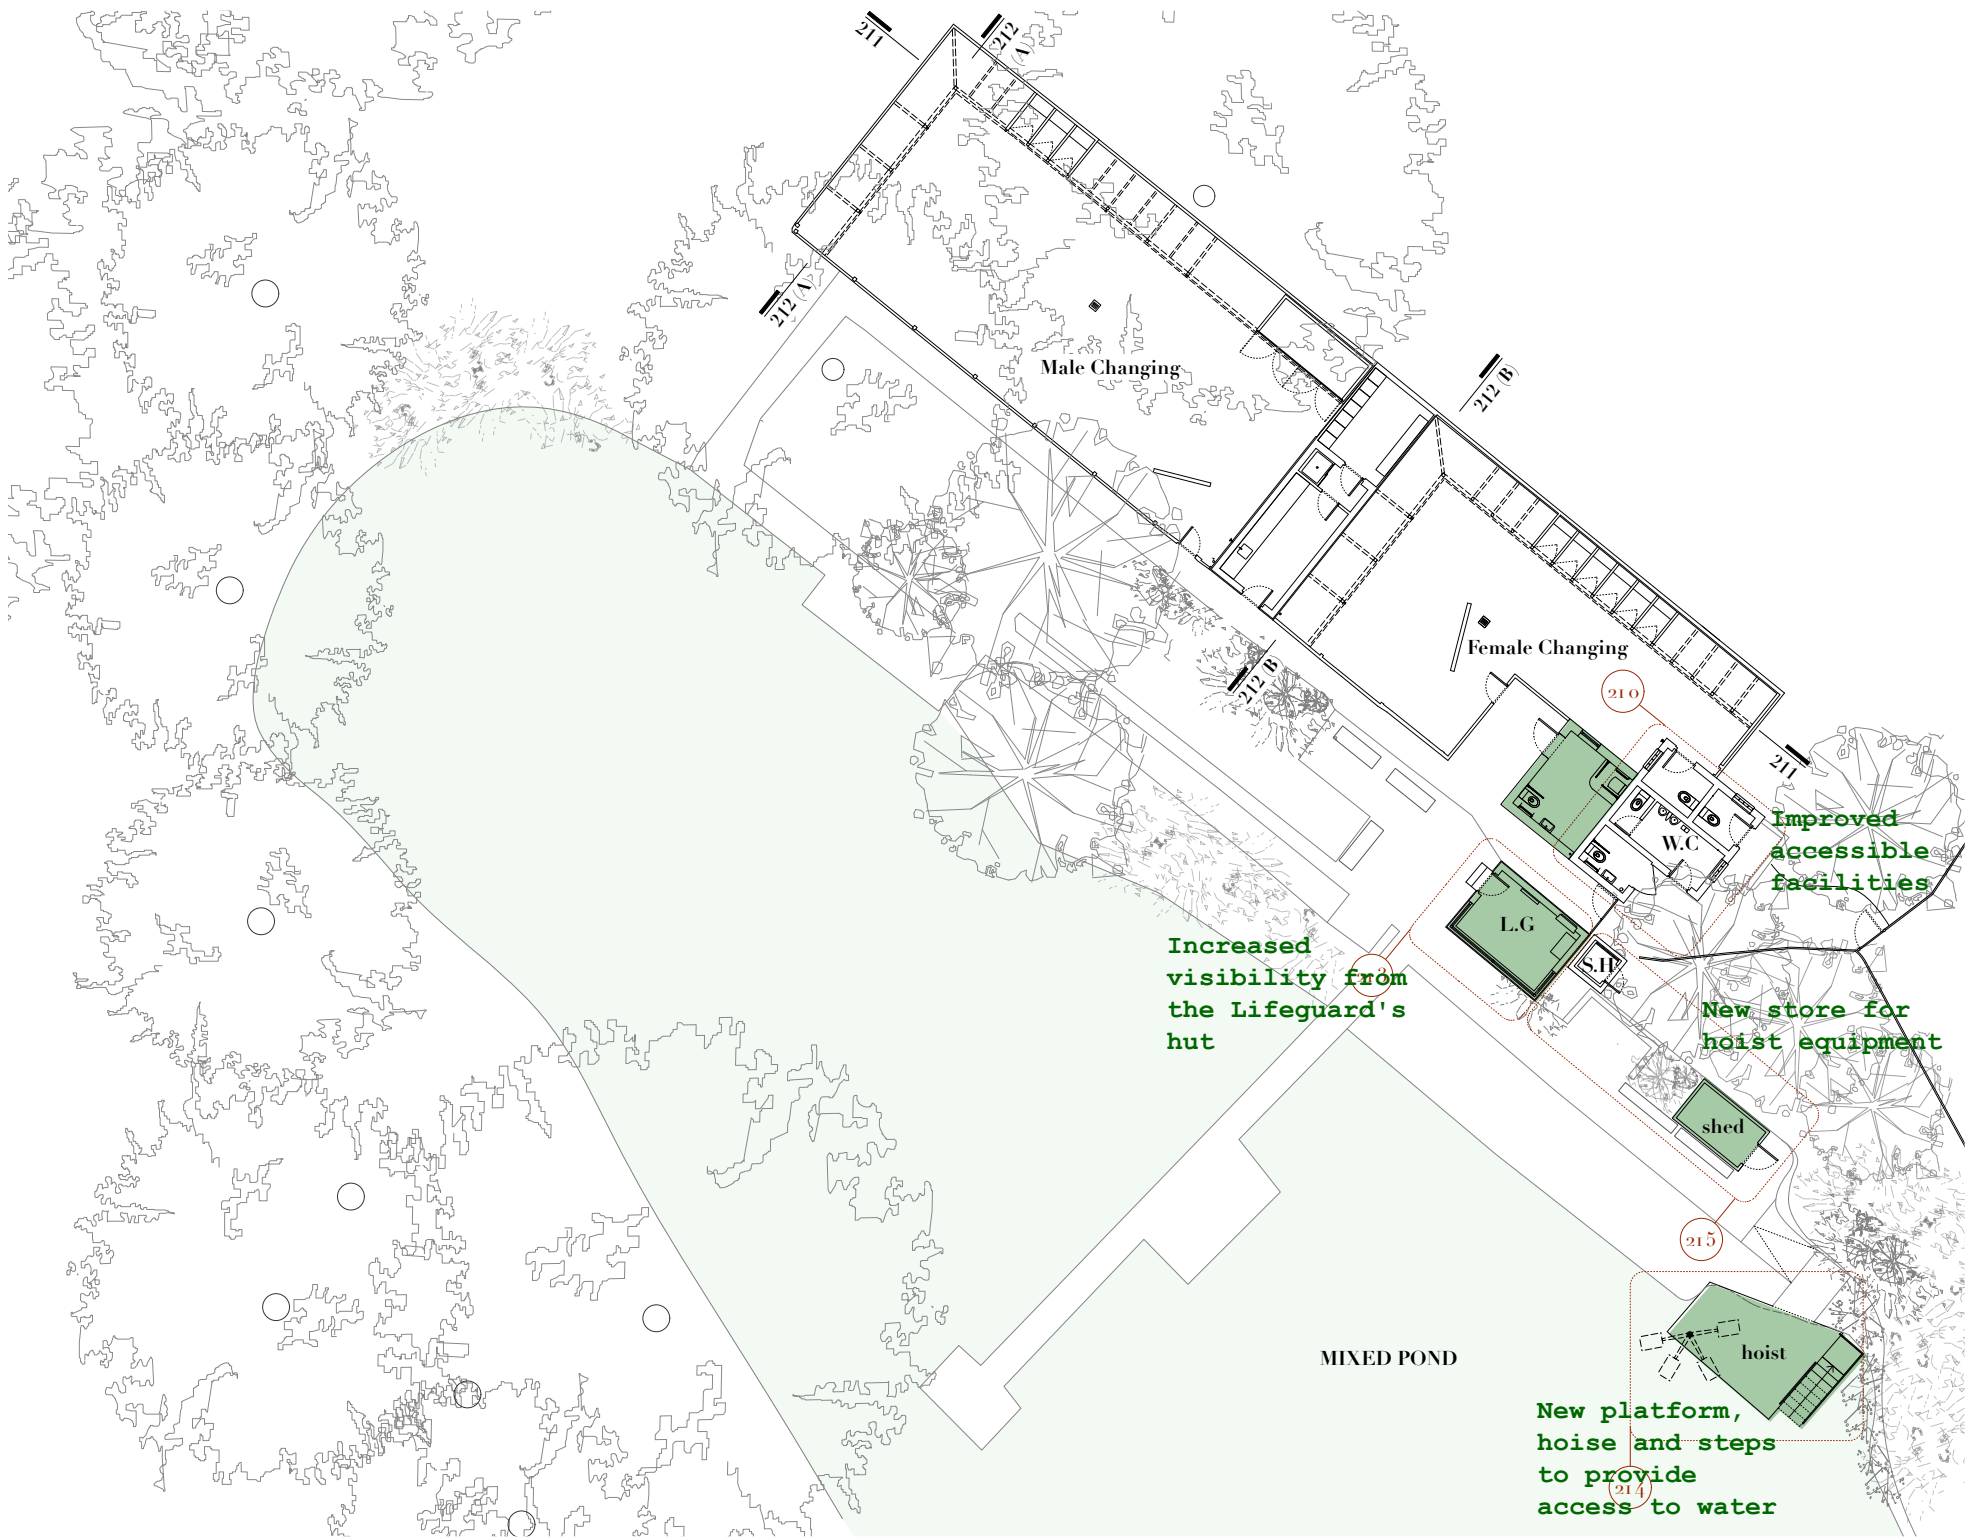 211
212
(A)
212 (A)
Male Changing
212 (B)
212 (B)
Female Changing
210
211
Improved
accessible
facilities
W.C
L.G
S.H
Increased
visibility from
the Lifeguard's
hut
213
New store for
hoist equipment
shed
215
hoist
MIXED POND
New platform,
hoise and steps
to provide
access to water
214